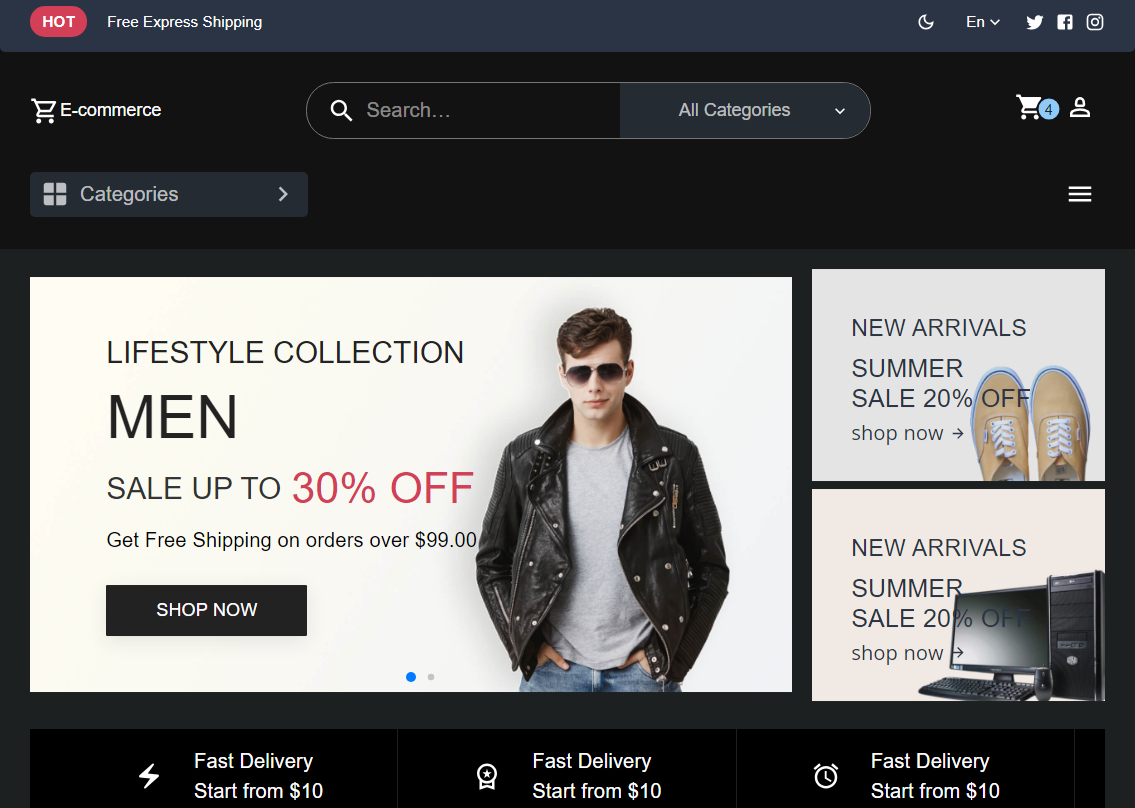 HOT Free Express Shipping En
E-commerce Search... All Categories 4
Categories
LIFESTYLE COLLECTION
MEN
SALE UP TO 30% OFF
Get Free Shipping on orders over $99.00
SHOP NOW
NEW ARRIVALS
SUMMER
SALE 20% OFF
shop now →
NEW ARRIVALS
SUMMER
SALE 20% OFF
shop now →
Fast Delivery
Start from $10
Fast Delivery
Start from $10
Fast Delivery
Start from $10